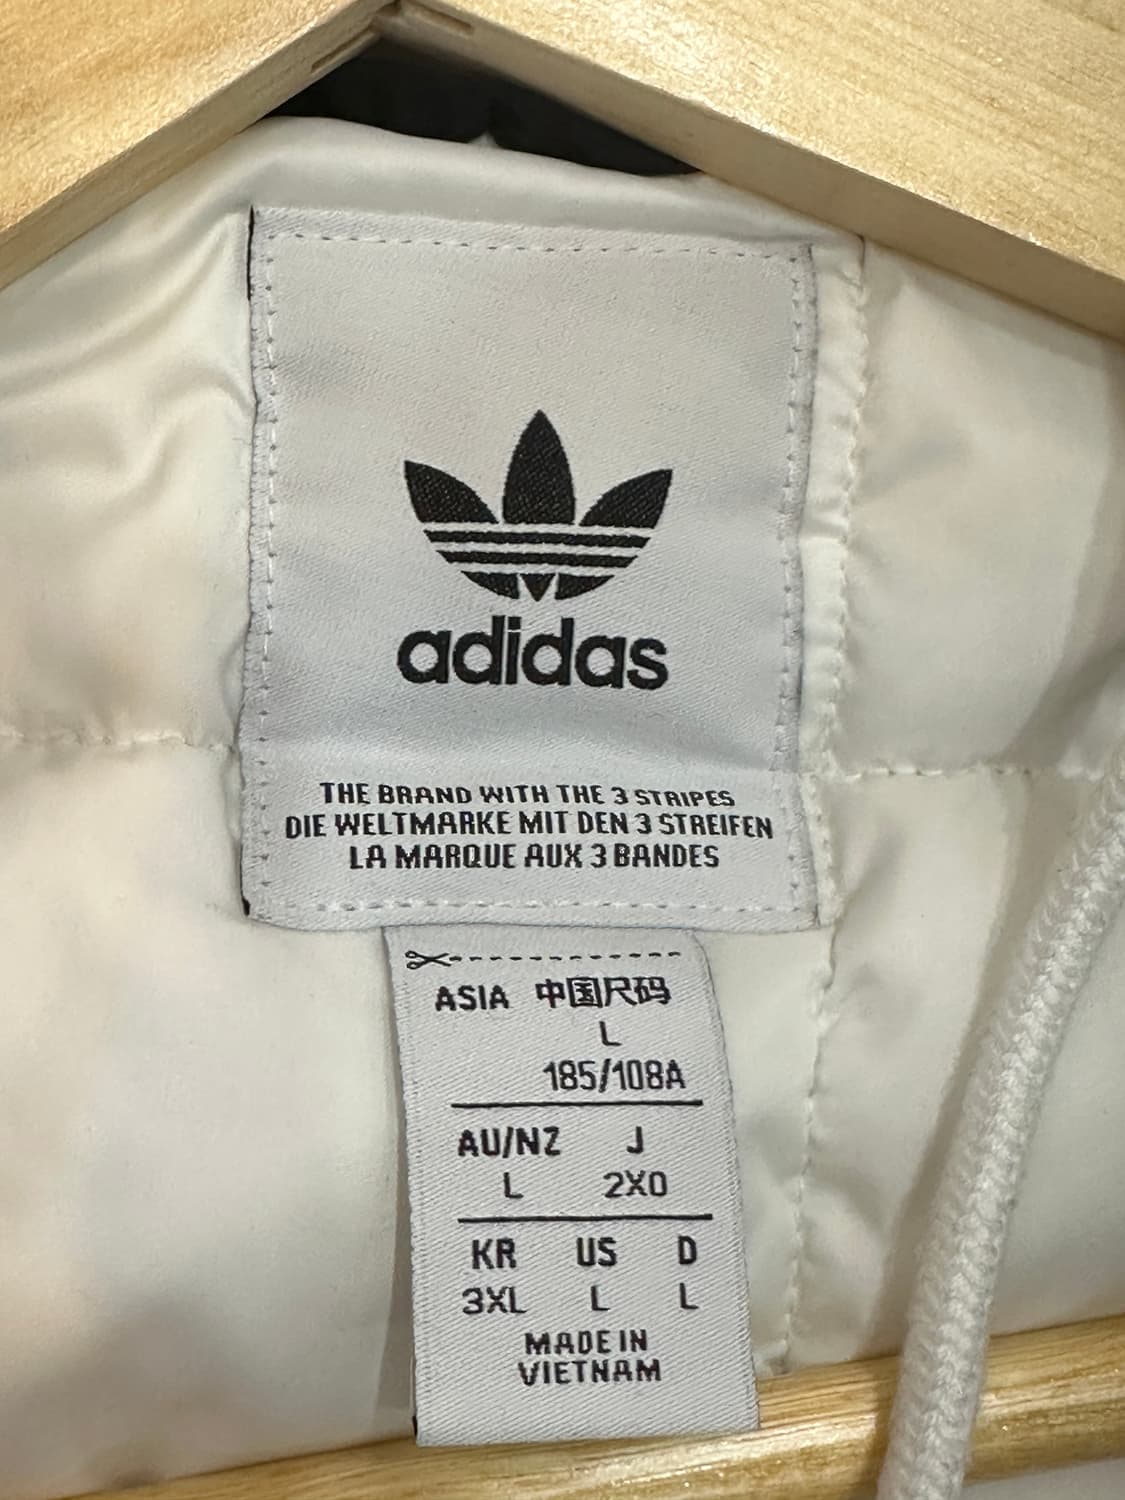 adidas
THE BRAND WITH THE 3 STRIPES
DIE WELTMARKE MIT DEN 3 STREIFEN
LA MARQUE AUX 3 BANDES
ASIA 中国尺码
L
185/108A
AU/NZ J
L 2XO
KR US D
3XL L L
MADE IN
VIETNAM